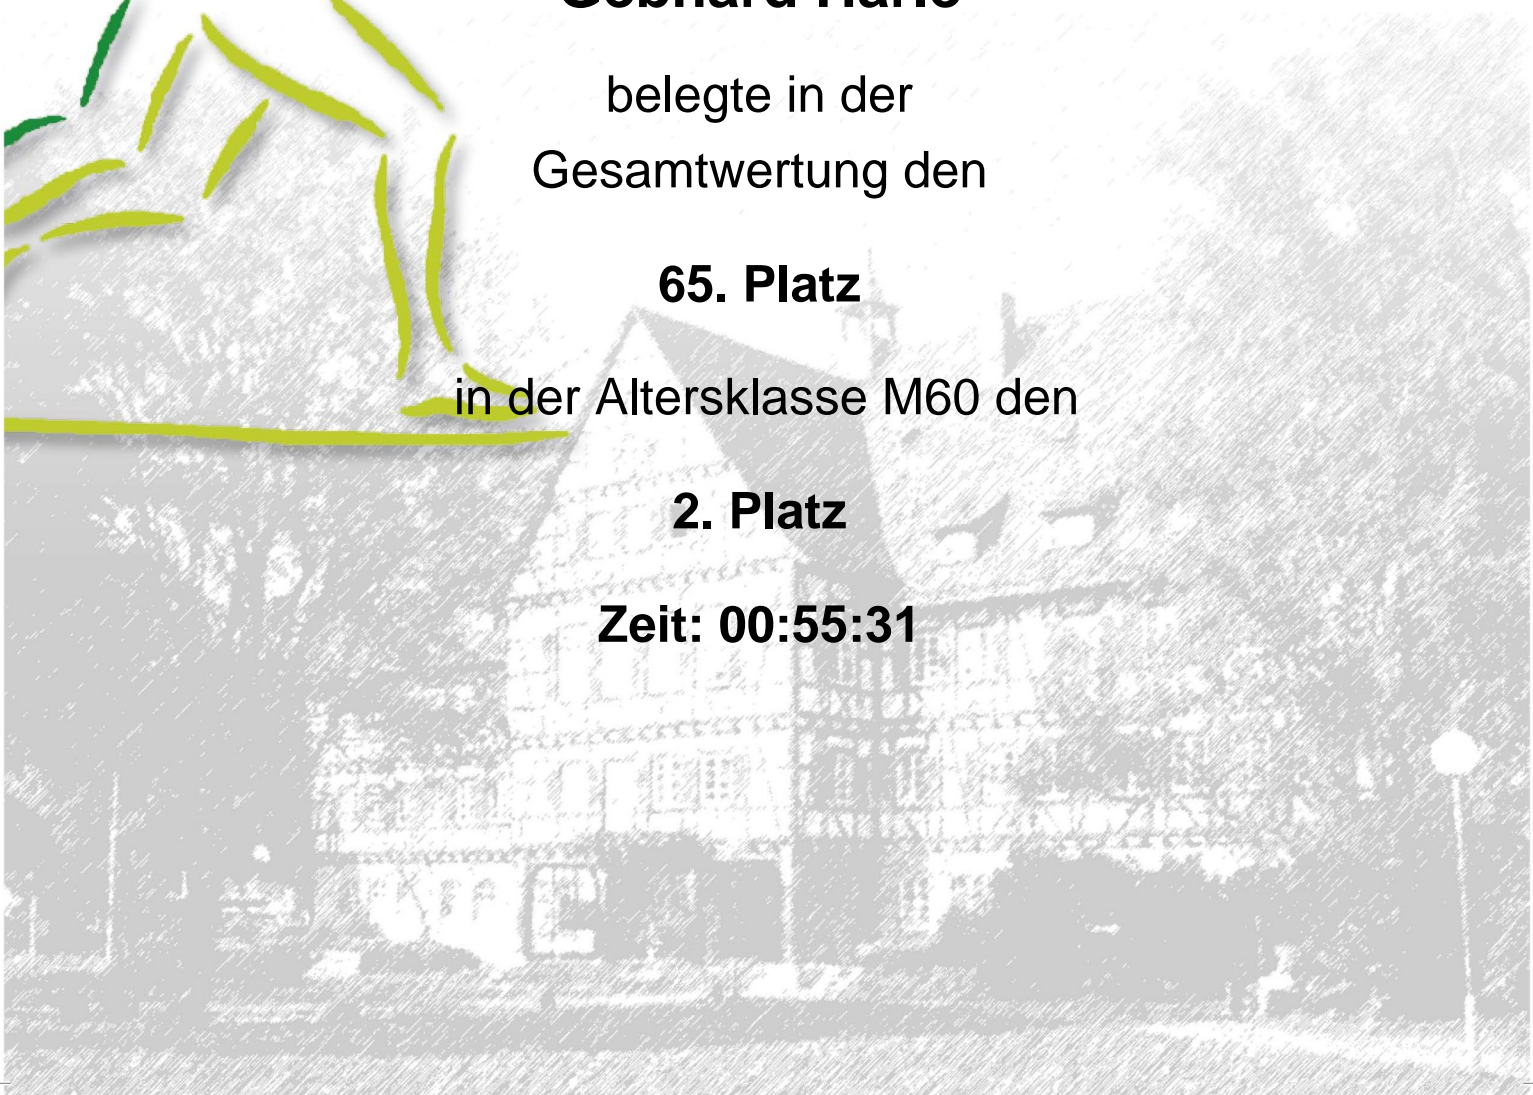 belegte in der
Gesamtwertung den
65. Platz
in der Altersklasse M60 den
2. Platz
Zeit: 00:55:31